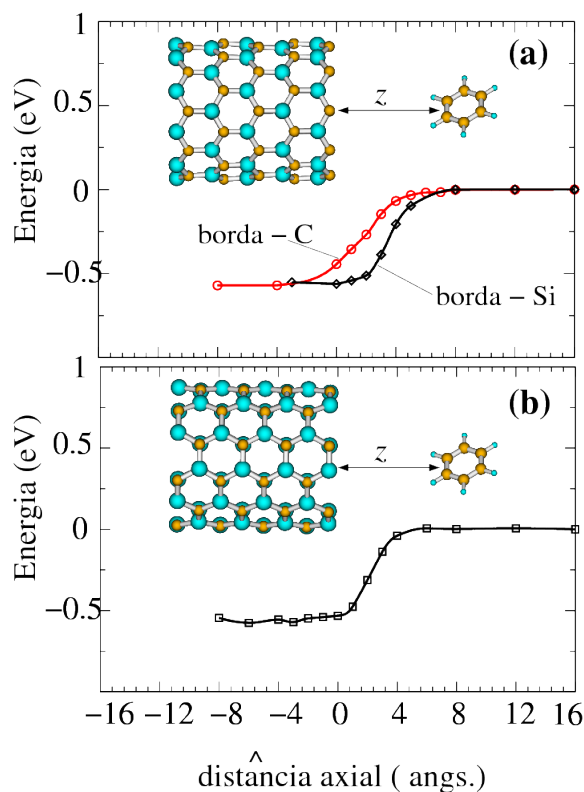 1
(a)
0.5
z
Energia (eV)
0
borda − C
−0.5
borda − Si
1
(b)
0.5
z
Energia (eV)
0
−0.5
−16 −12 −8 −4 0 4 8 12 16
distância axial ( angs.)